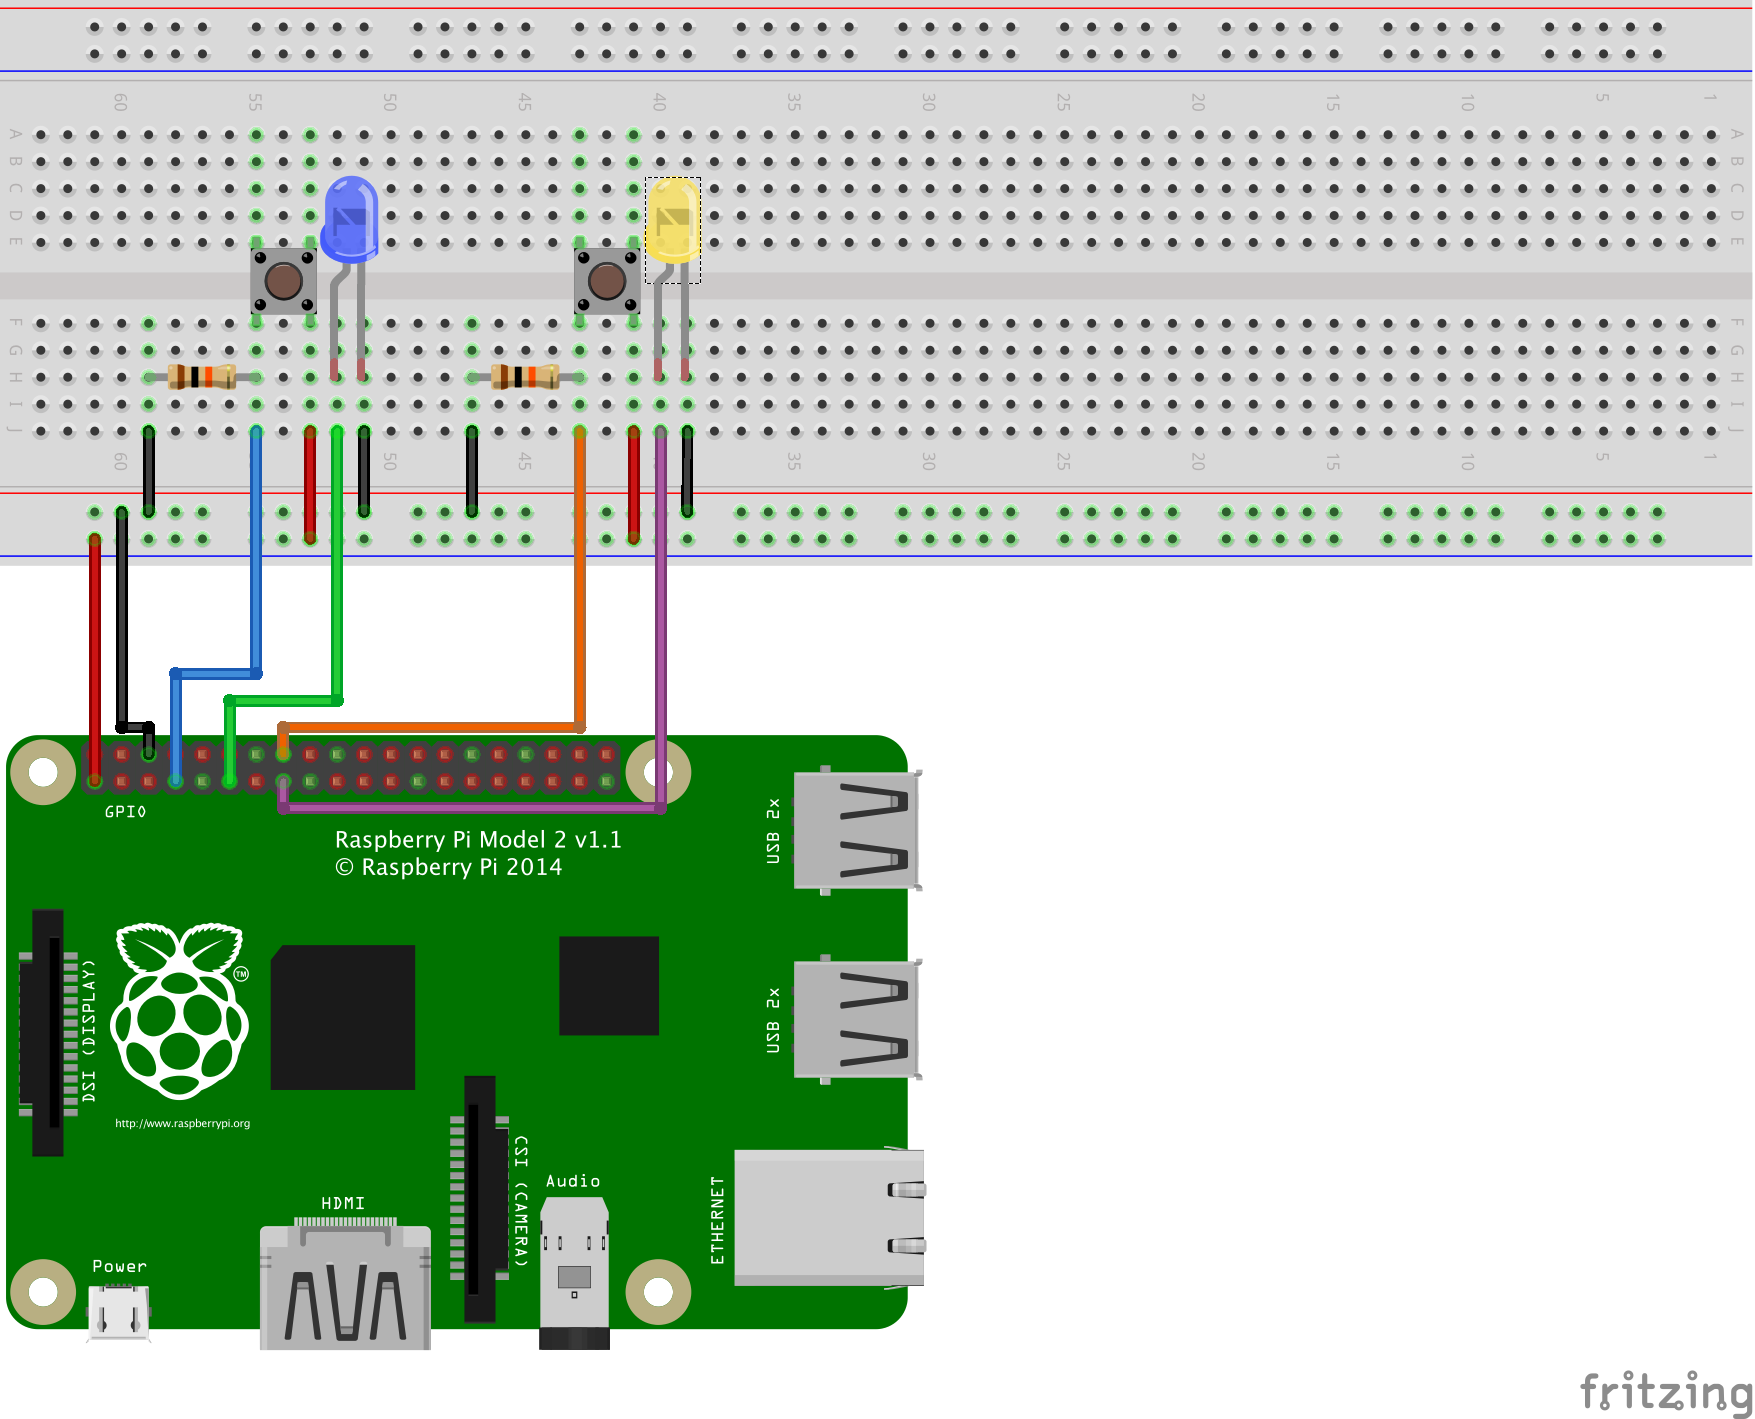 60 55 50 45 40 35 30 25 20 15 10 5 1
A A
B B
C C
D D
E E
F F
G G
H H
I I
J J
60 50 45 35 30 25 20 15 10 5 1
GPIO
Raspberry Pi Model 2 v1.1
© Raspberry Pi 2014
USB 2x
DSI (DISPLAY)
TM
USB 2x
http://www.raspberrypi.org
CSI (CAMERA)
Audio
ETHERNET
HDMI
Power
fritzing